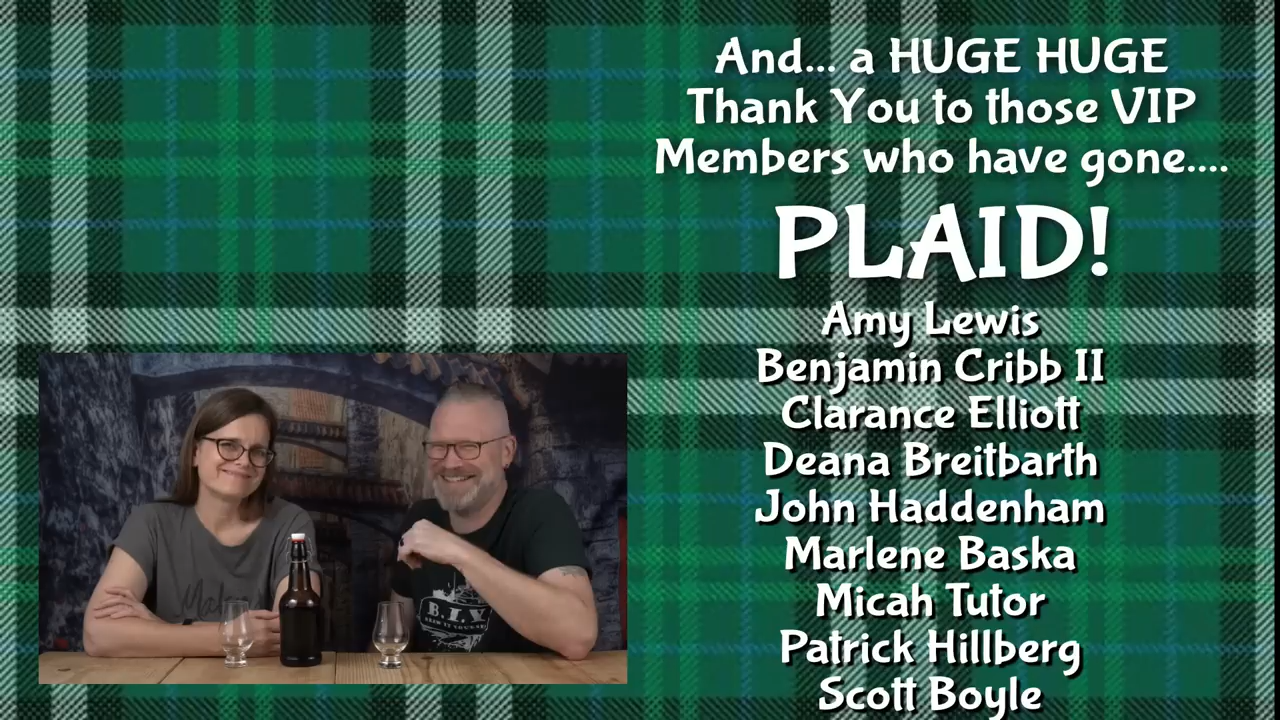 And... a HUGE HUGE
Thank You to those VIP
Members who have gone....
PLAID!
Amy Lewis
Benjamin Cribb II
Clarance Elliott
Deana Breitbarth
John Haddenham
Marlene Baska
Micah Tutor
Patrick Hillberg
Scott Boyle
B.I.Y